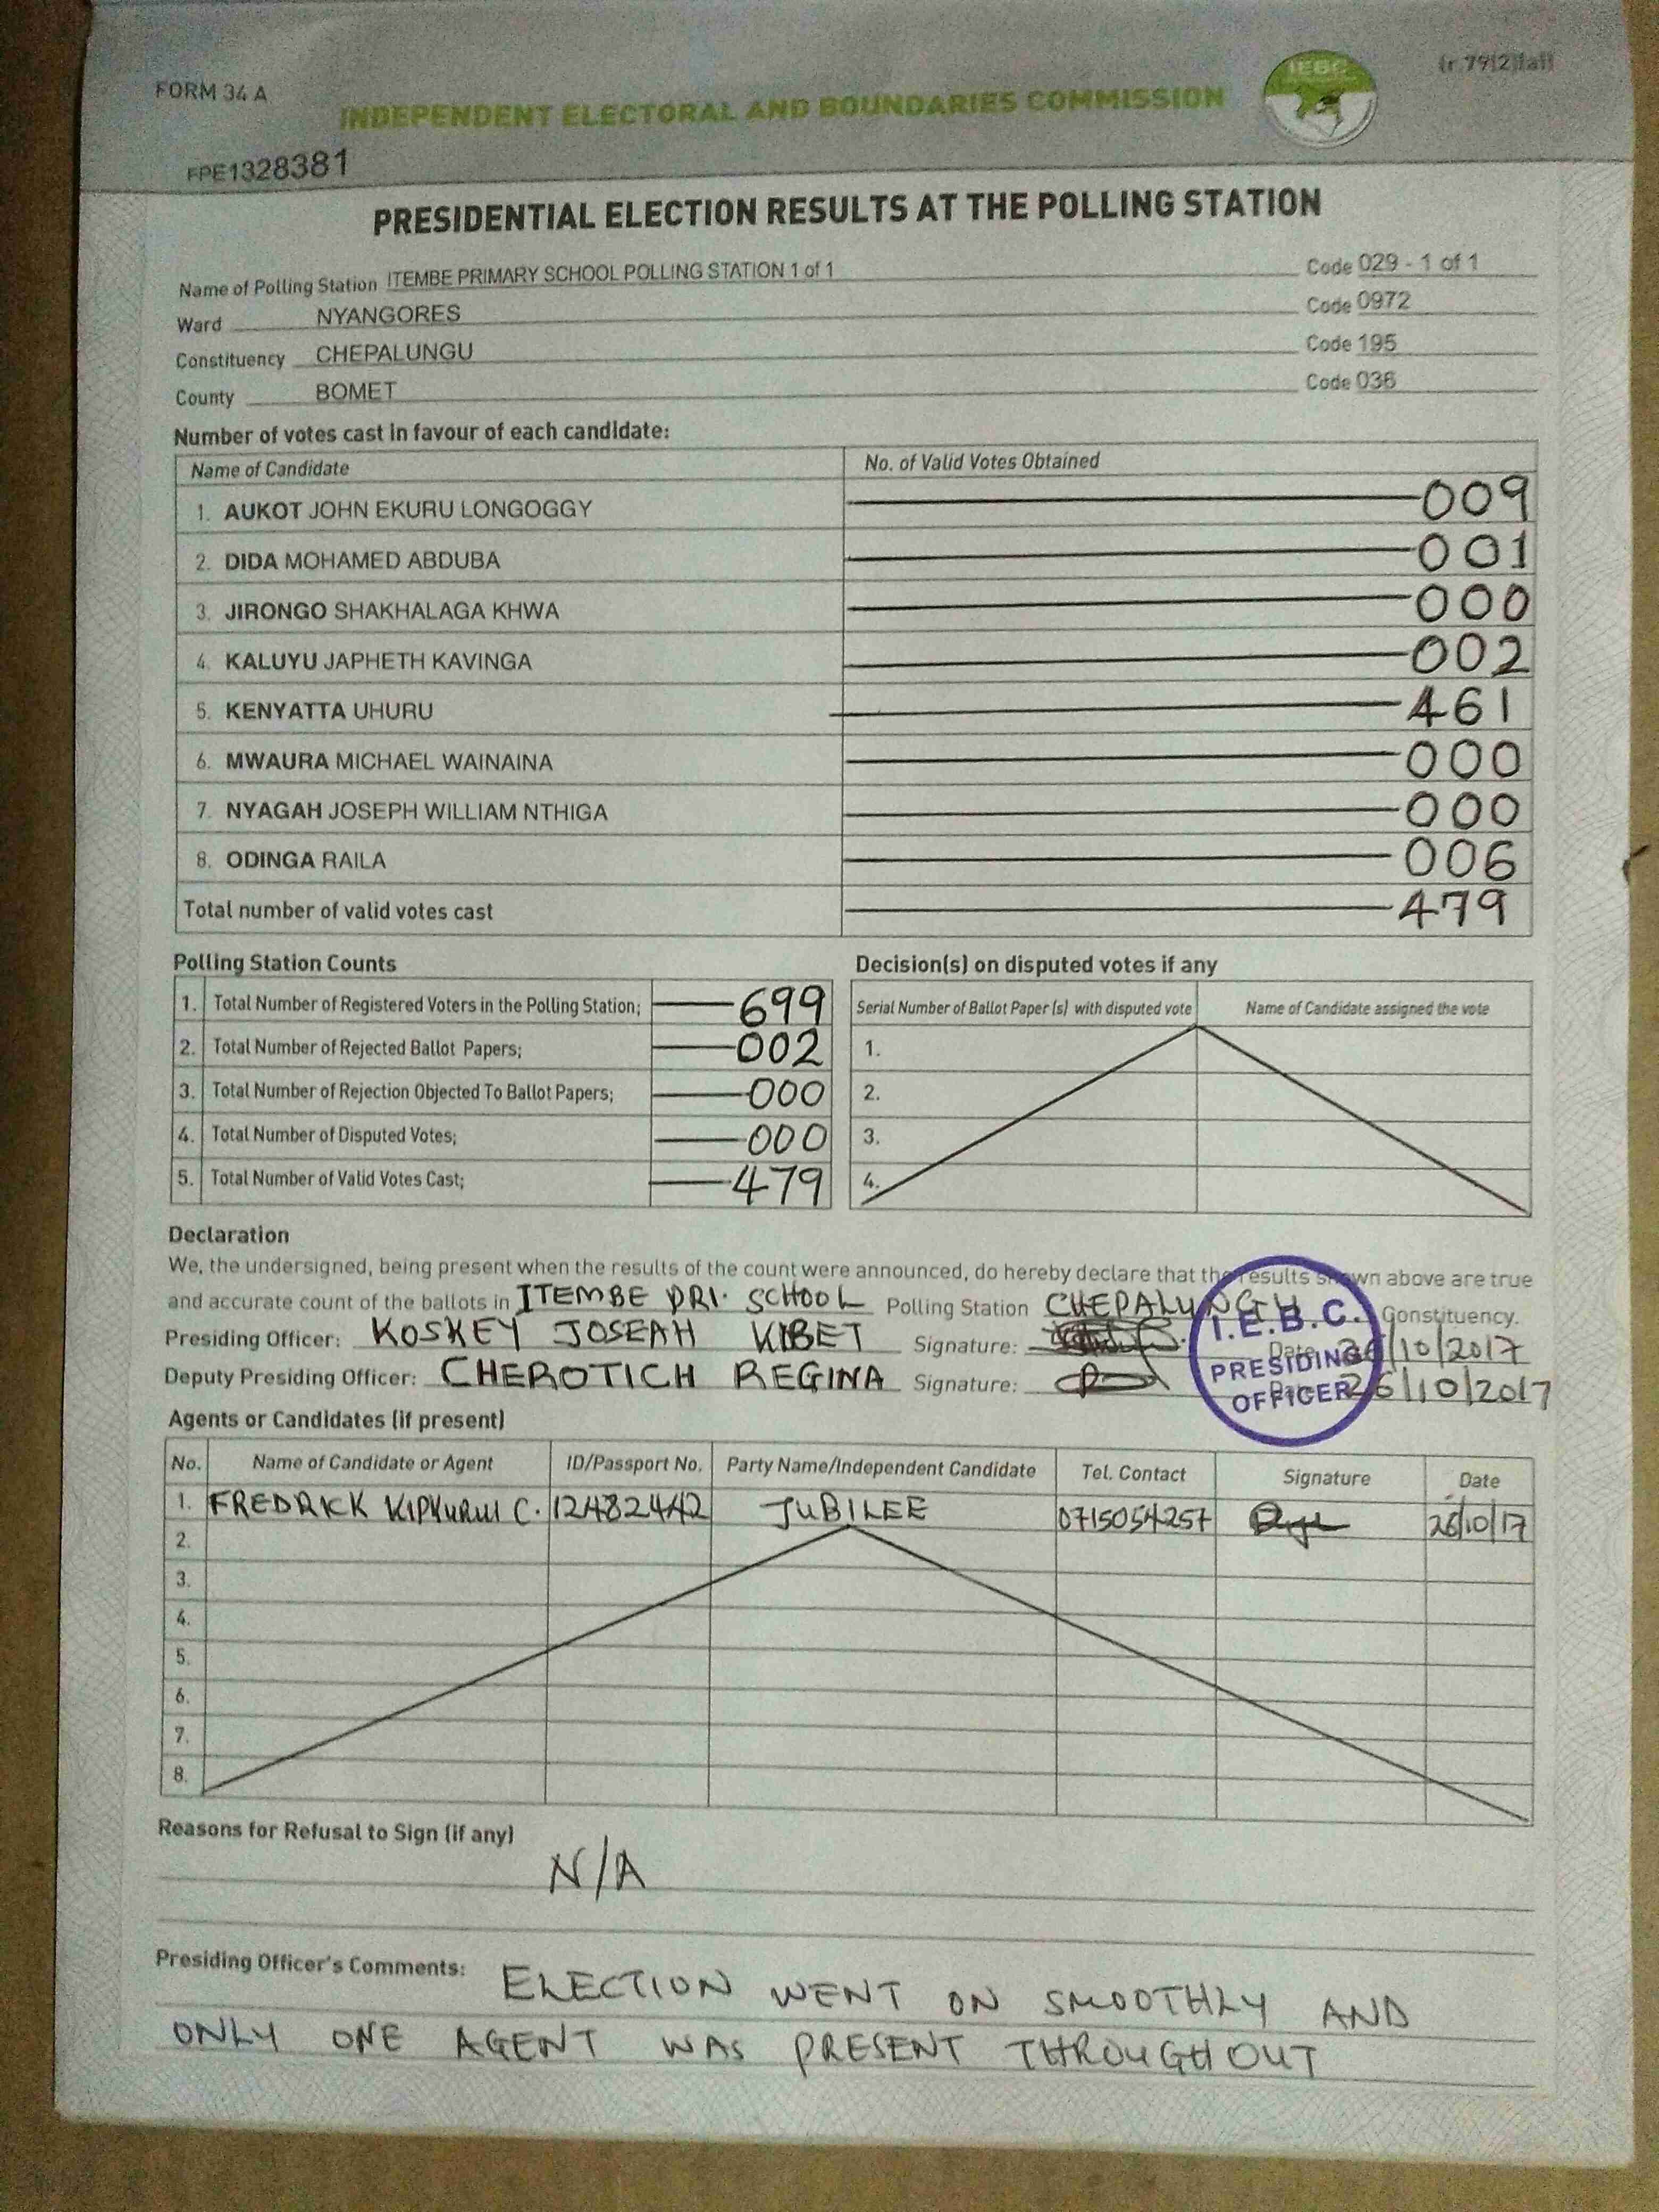 FORM 34 A
INDEPENDENT ELECTORAL AND BOUNDARIES COMMISSION
IEBC
FPE1328381
PRESIDENTIAL ELECTION RESULTS AT THE POLLING STATION
Name of Polling Station ITEMBE PRIMARY SCHOOL POLLING STATION 1 of 1 Code 029 - 1 of 1
Ward NYANGORES Code 0972
Constituency CHEPALUNGU Code 195
County BOMET Code 036
Number of votes cast in favour of each candidate:
Name of Candidate No. of Valid Votes Obtained
1. AUKOT JOHN EKURU LONGOGGY 009
2. DIDA MOHAMED ABDUBA 001
3. JIRONGO SHAKHALAGA KHWA 000
4. KALUYU JAPHETH KAVINGA 002
5. KENYATTA UHURU 461
6. MWAURA MICHAEL WAINAINA 000
7. NYAGAH JOSEPH WILLIAM NTHIGA 000
8. ODINGA RAILA 006
Total number of valid votes cast 479
Polling Station Counts
1. Total Number of Registered Voters in the Polling Station; 699
2. Total Number of Rejected Ballot Papers; 002
3. Total Number of Rejection Objected To Ballot Papers; 000
4. Total Number of Disputed Votes; 000
5. Total Number of Valid Votes Cast; 479
Decision(s) on disputed votes if any
Serial Number of Ballot Paper (s) with disputed vote Name of Candidate assigned the vote
1.
2.
3.
4.
Declaration
We, the undersigned, being present when the results of the count were announced, do hereby declare that the results shown above are true
and accurate count of the ballots in ITEMBE PRI. SCHOOL Polling Station CHEPALUNGU Constituency.
Presiding Officer: KOSKEY JOSEAH KIBET Signature: Date 26/10/2017
Deputy Presiding Officer: CHEROTICH REGINA Signature: Date 26/10/2017
I.E.B.C.
PRESIDING
OFFICER
Agents or Candidates (if present)
No. Name of Candidate or Agent ID/Passport No. Party Name/Independent Candidate Tel. Contact Signature Date
1. FREDRICK KIPKURUI C. 12482442 JUBILEE 0715054257 26/10/17
2.
3.
4.
5.
6.
7.
8.
Reasons for Refusal to Sign (if any)
N/A
Presiding Officer's Comments: ELECTION WENT ON SMOOTHLY AND
ONLY ONE AGENT WAS PRESENT THROUGHOUT